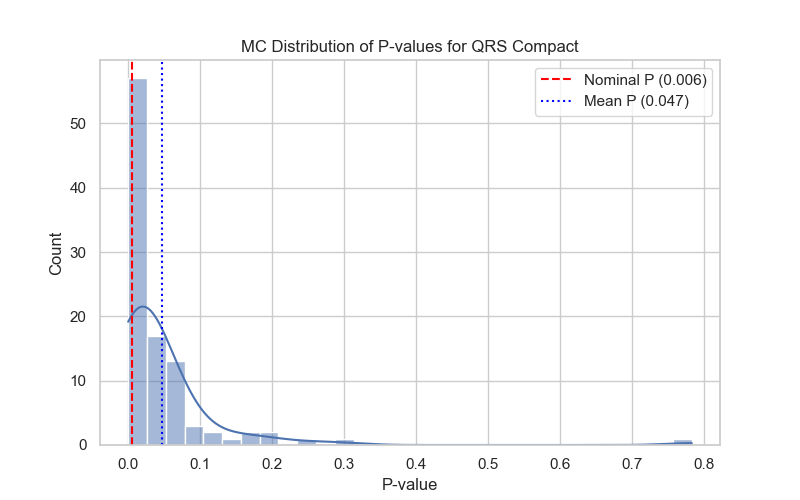 MC Distribution of P-values for QRS Compact
Nominal P (0.006)
Mean P (0.047)
Count
50
40
30
20
10
0
0.0 0.1 0.2 0.3 0.4 0.5 0.6 0.7 0.8
P-value